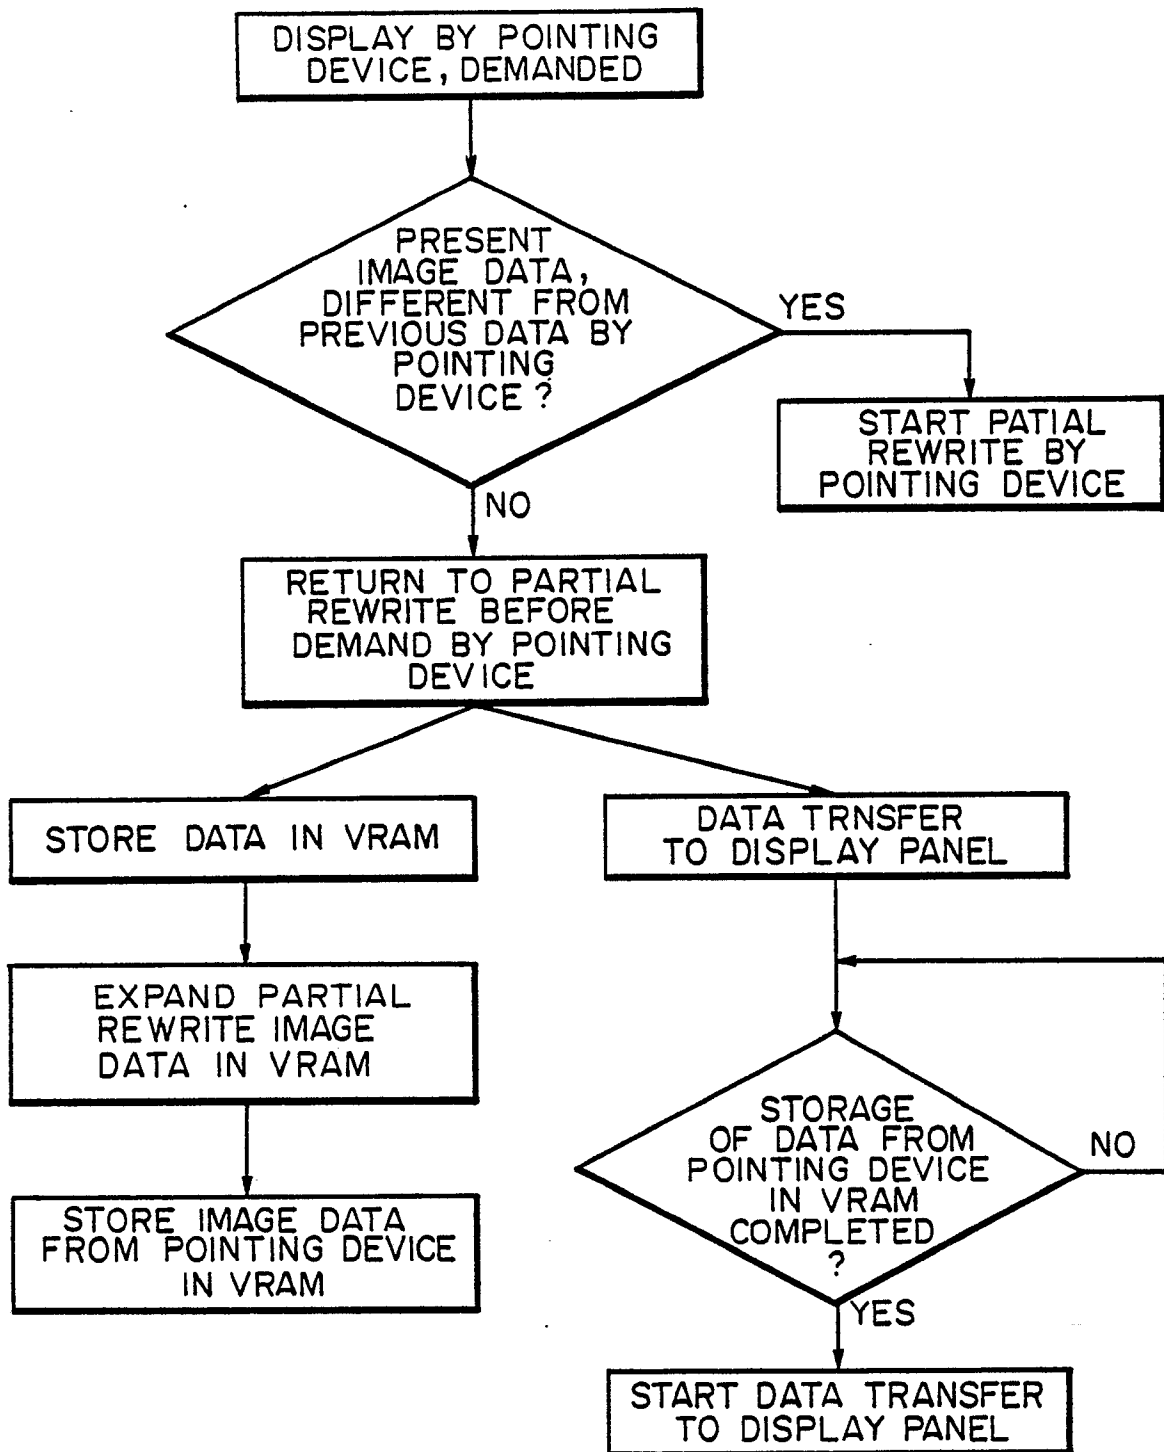 DISPLAY BY POINTING
DEVICE, DEMANDED
PRESENT
IMAGE DATA,
DIFFERENT FROM
PREVIOUS DATA BY
POINTING
DEVICE ?
YES
START PATIAL
REWRITE BY
POINTING DEVICE
NO
RETURN TO PARTIAL
REWRITE BEFORE
DEMAND BY POINTING
DEVICE
STORE DATA IN VRAM
DATA TRNSFER
TO DISPLAY PANEL
EXPAND PARTIAL
REWRITE IMAGE
DATA IN VRAM
STORAGE
OF DATA FROM
POINTING DEVICE
IN VRAM
COMPLETED
?
NO
STORE IMAGE DATA
FROM POINTING DEVICE
IN VRAM
YES
START DATA TRANSFER
TO DISPLAY PANEL